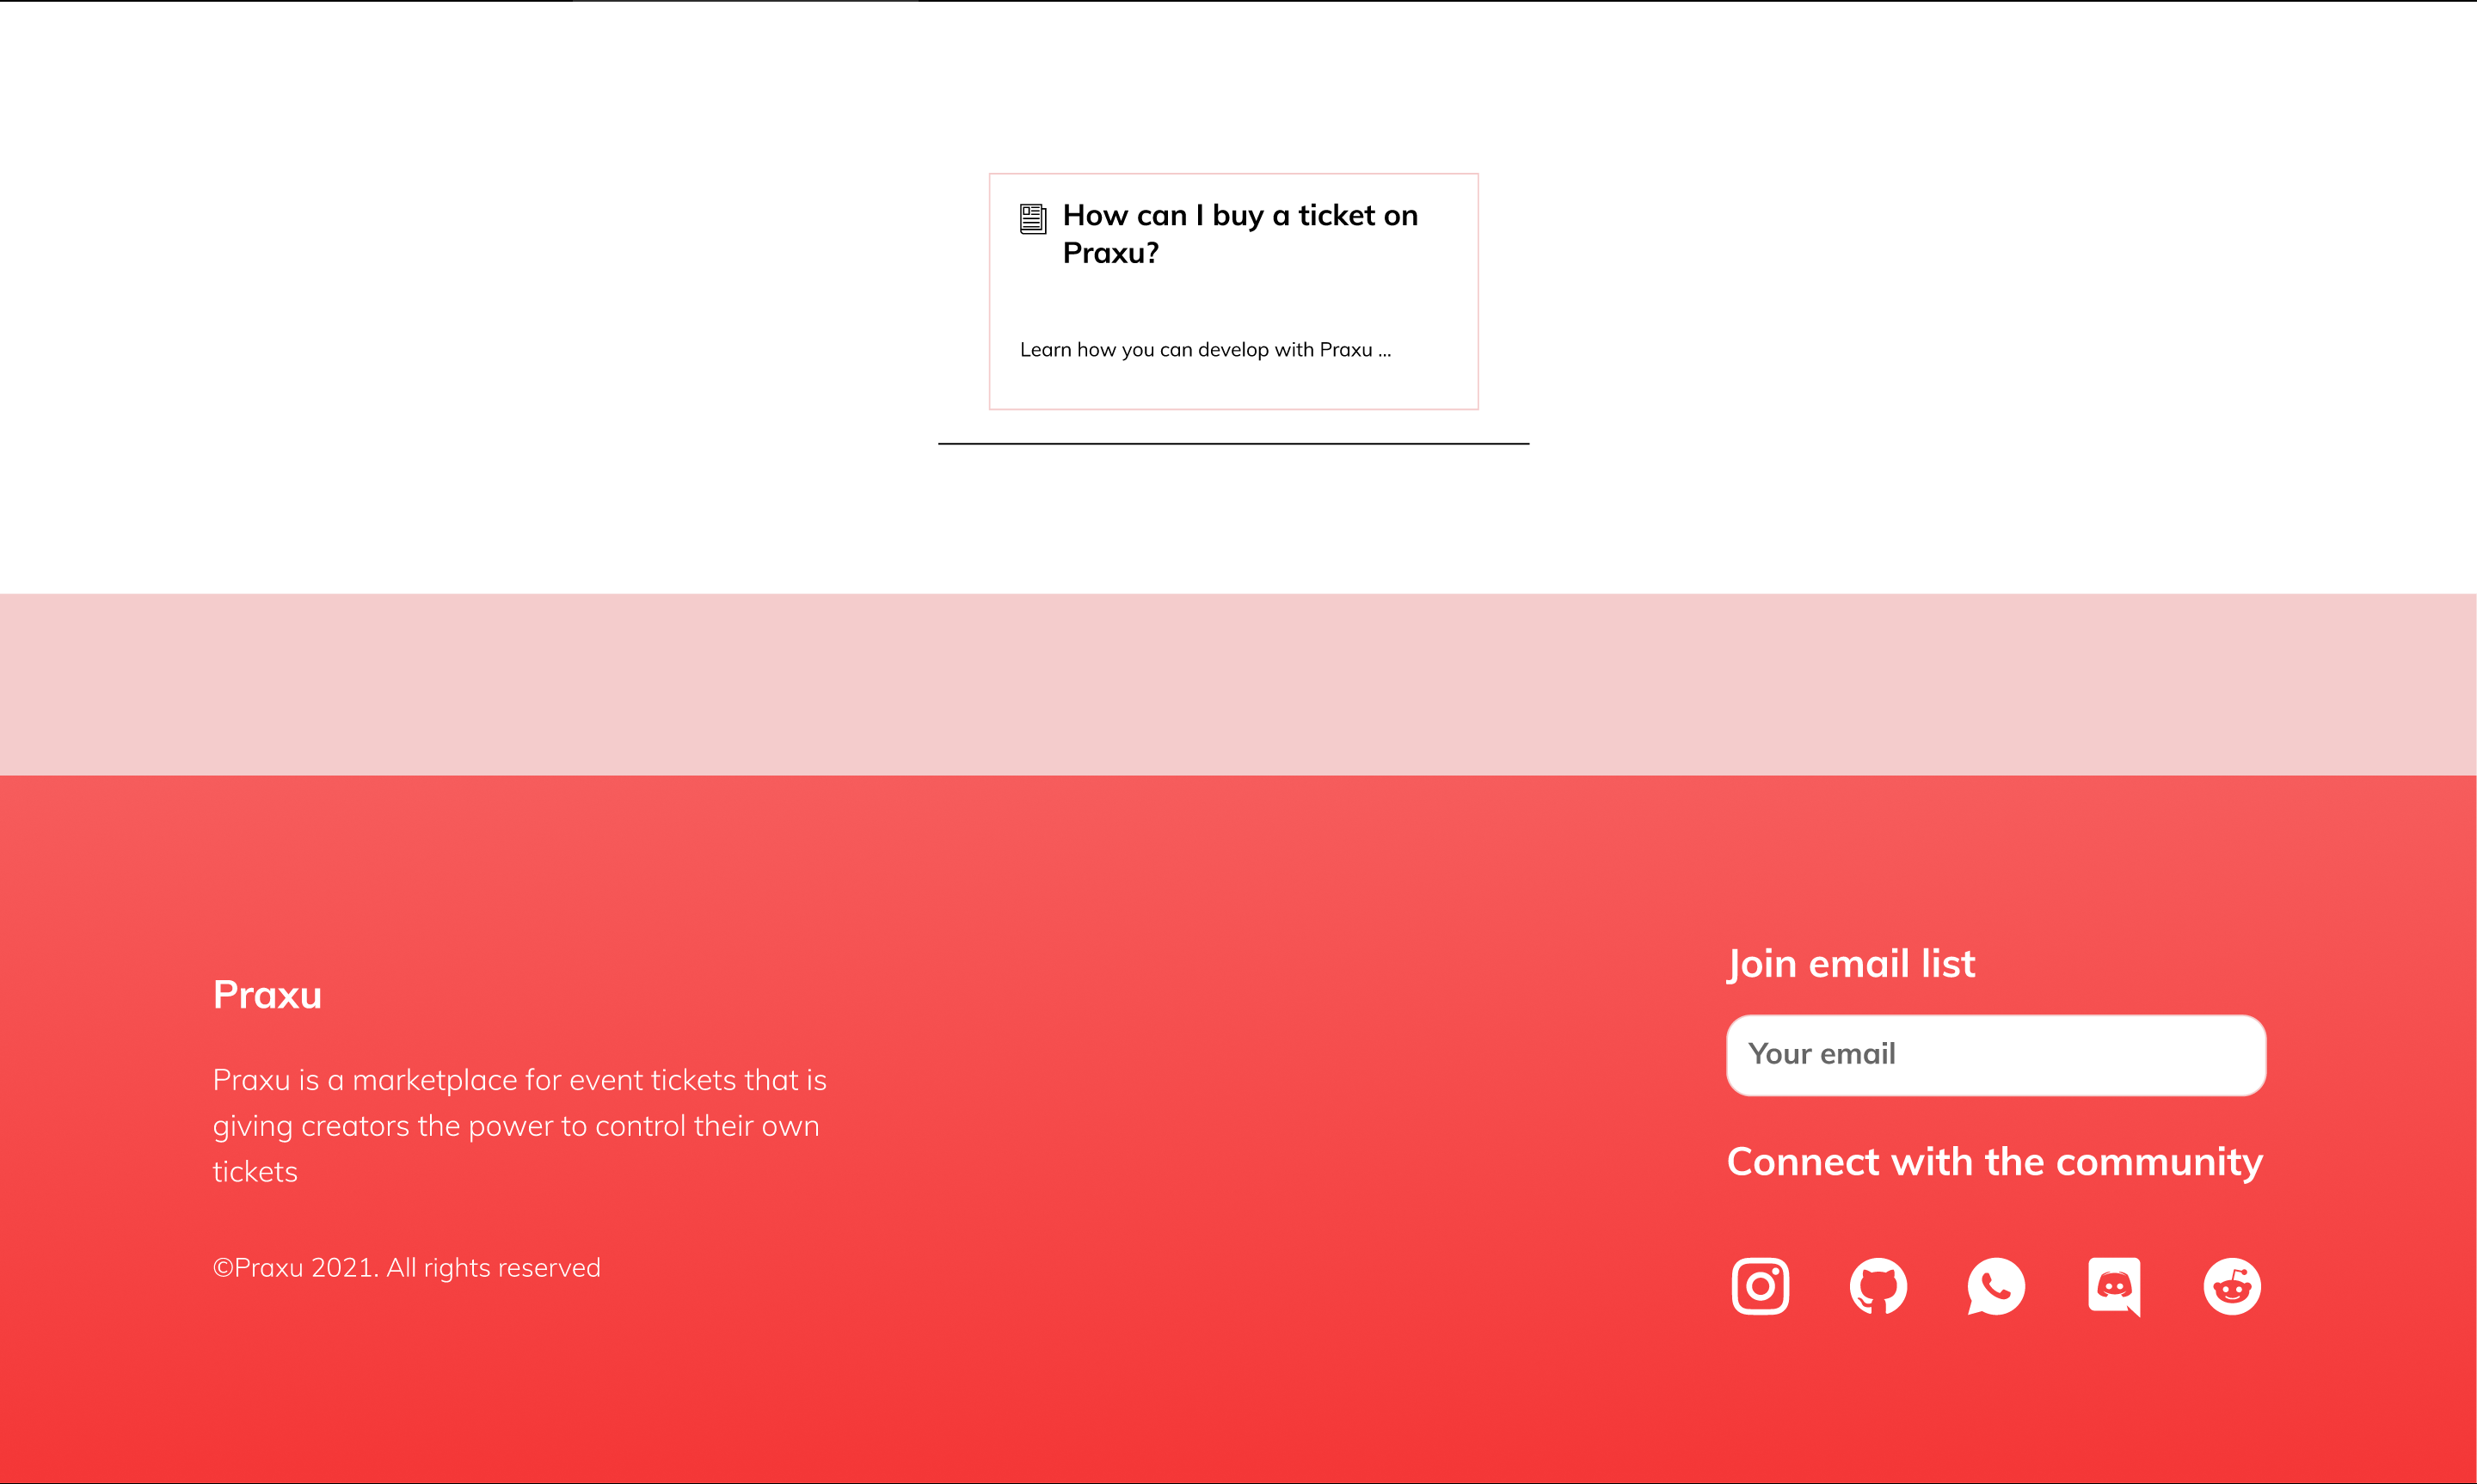 How can I buy a ticket on
Praxu?
Learn how you can develop with Praxu ...
Praxu
Praxu is a marketplace for event tickets that is
giving creators the power to control their own
tickets
©Praxu 2021. All rights reserved
Join email list
Your email
Connect with the community